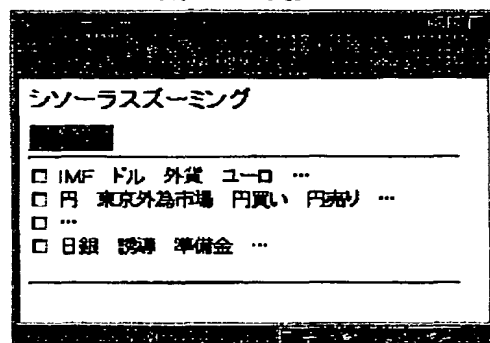 シソーラスズーミング
□ IMF ドル 外貨 ユーロ …
□ 円 東京外為市場 円買い 円売り …
□ …
□ 日銀 誘導 準備金 …